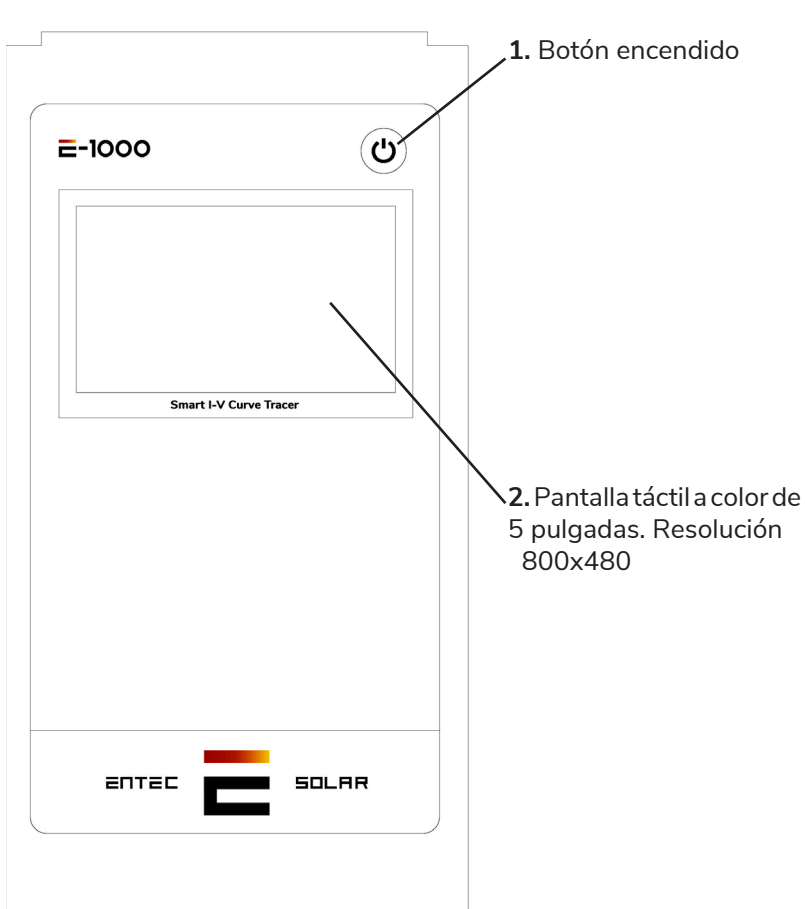 1. Botón encendido
E-1000
Smart I-V Curve Tracer
2. Pantalla táctil a color de
5 pulgadas. Resolución
800x480
ENTEC E SOLAR